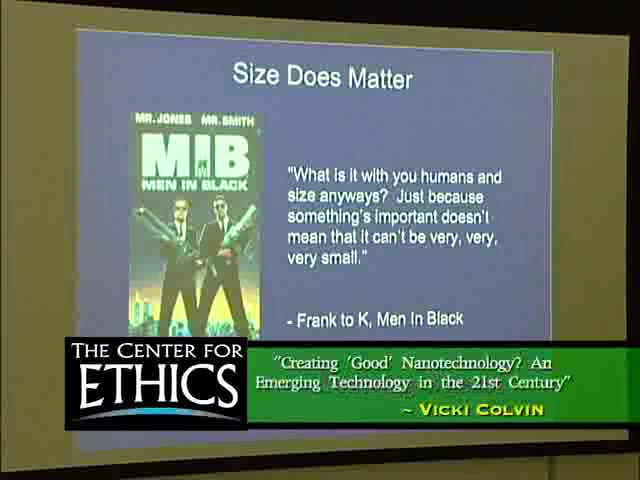 Size Does Matter
MR.JONES MR.SMITH
MIB
MEN IN BLACK
"What is it with you humans and
size anyways? Just because
something's important doesn't
mean that it can't be very, very,
very small."
- Frank to K, Men In Black
THE CENTER FOR
ETHICS
"Creating 'Good' Nanotechnology? An
Emerging Technology in the 21st Century"
~ VICKI COLVIN